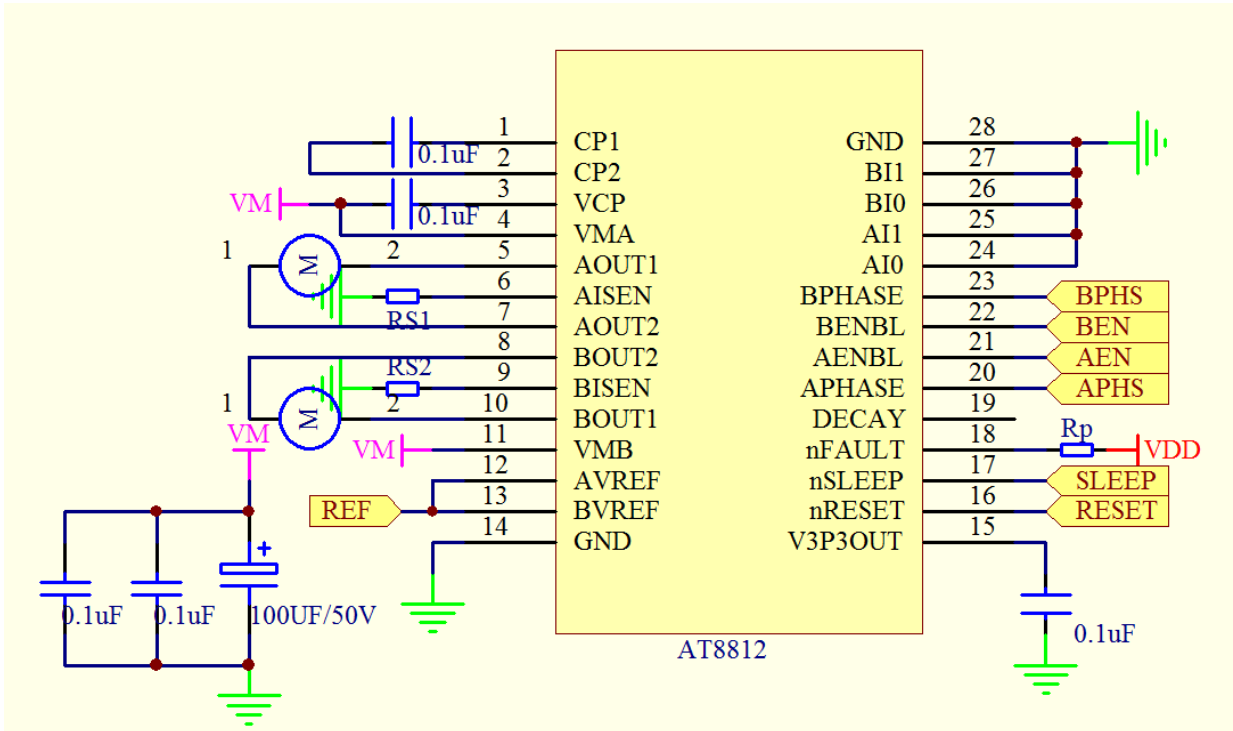 1 CP1 GND 28
0.1uF
2 CP2 BI1 27
3 VCP BI0 26
VM
0.1uF
4 VMA AI1 25
1 M 2
5 AOUT1 AI0 24
6 AISEN BPHASE 23 BPHS
RS1
7 AOUT2 BENBL 22 BEN
8 BOUT2 AENBL 21 AEN
RS2
9 BISEN APHASE 20 APHS
1 M 2
10 BOUT1 DECAY 19
VM
VM 11 VMB nFAULT 18 Rp VDD
12 AVREF nSLEEP 17 SLEEP
REF 13 BVREF nRESET 16 RESET
14 GND V3P3OUT 15
+
0.1uF 0.1uF 100UF/50V
0.1uF
AT8812